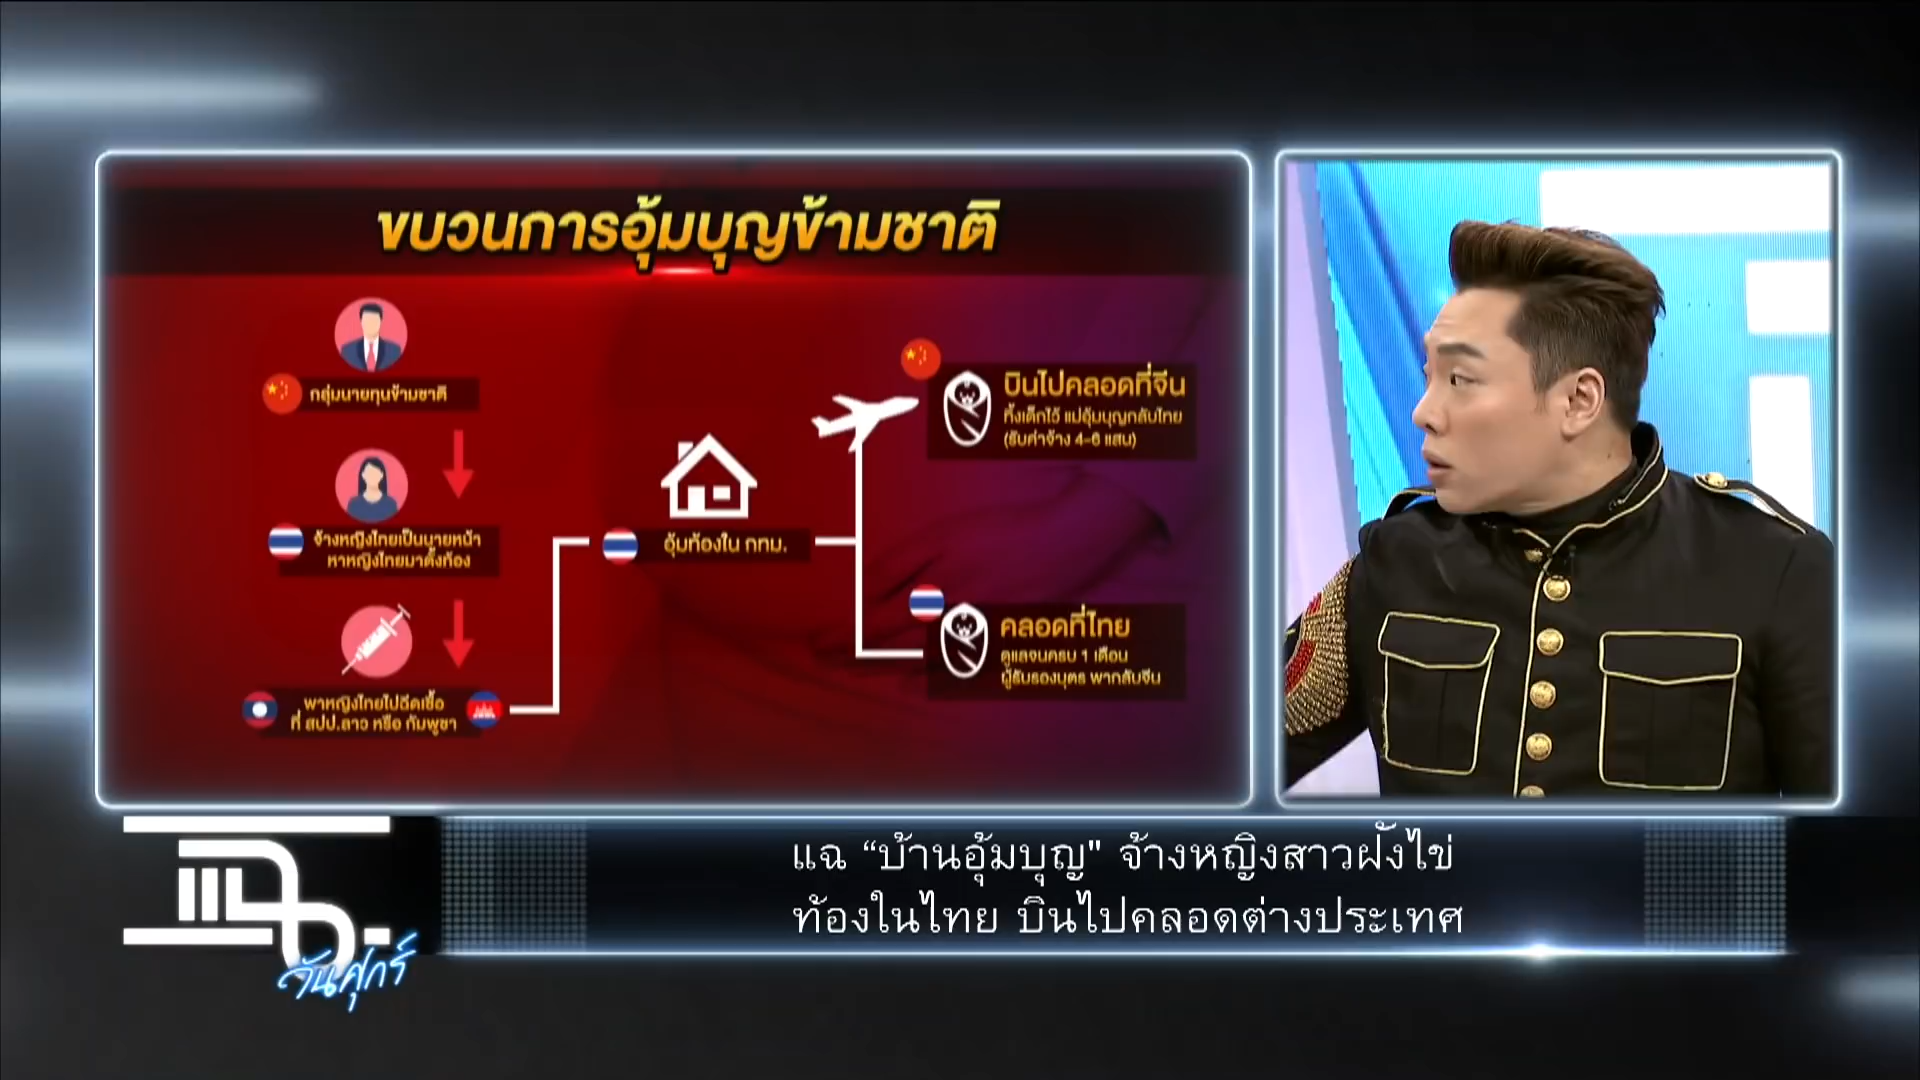 ขบวนการอุ้มบุญข้ามชาติ
กลุ่มนายทุนข้ามชาติ
จ้างหญิงไทยเป็นนายหน้า
หาหญิงไทยมาตั้งท้อง
พาหญิงไทยไปฉีดเชื้อ
ที่ สปป.ลาว หรือ กัมพูชา
อุ้มท้องใน กทม.
บินไปคลอดที่จีน
ทิ้งเด็กไว้ แม่อุ้มบุญกลับไทย
(รับค่าจ้าง 4-6 แสน)
คลอดที่ไทย
ดูแลจนครบ 1 เดือน
ผู้รับรองบุตร พากลับจีน
แฉ.
วันศุกร์
แฉ “บ้านอุ้มบุญ" จ้างหญิงสาวฝังไข่
ท้องในไทย บินไปคลอดต่างประเทศ